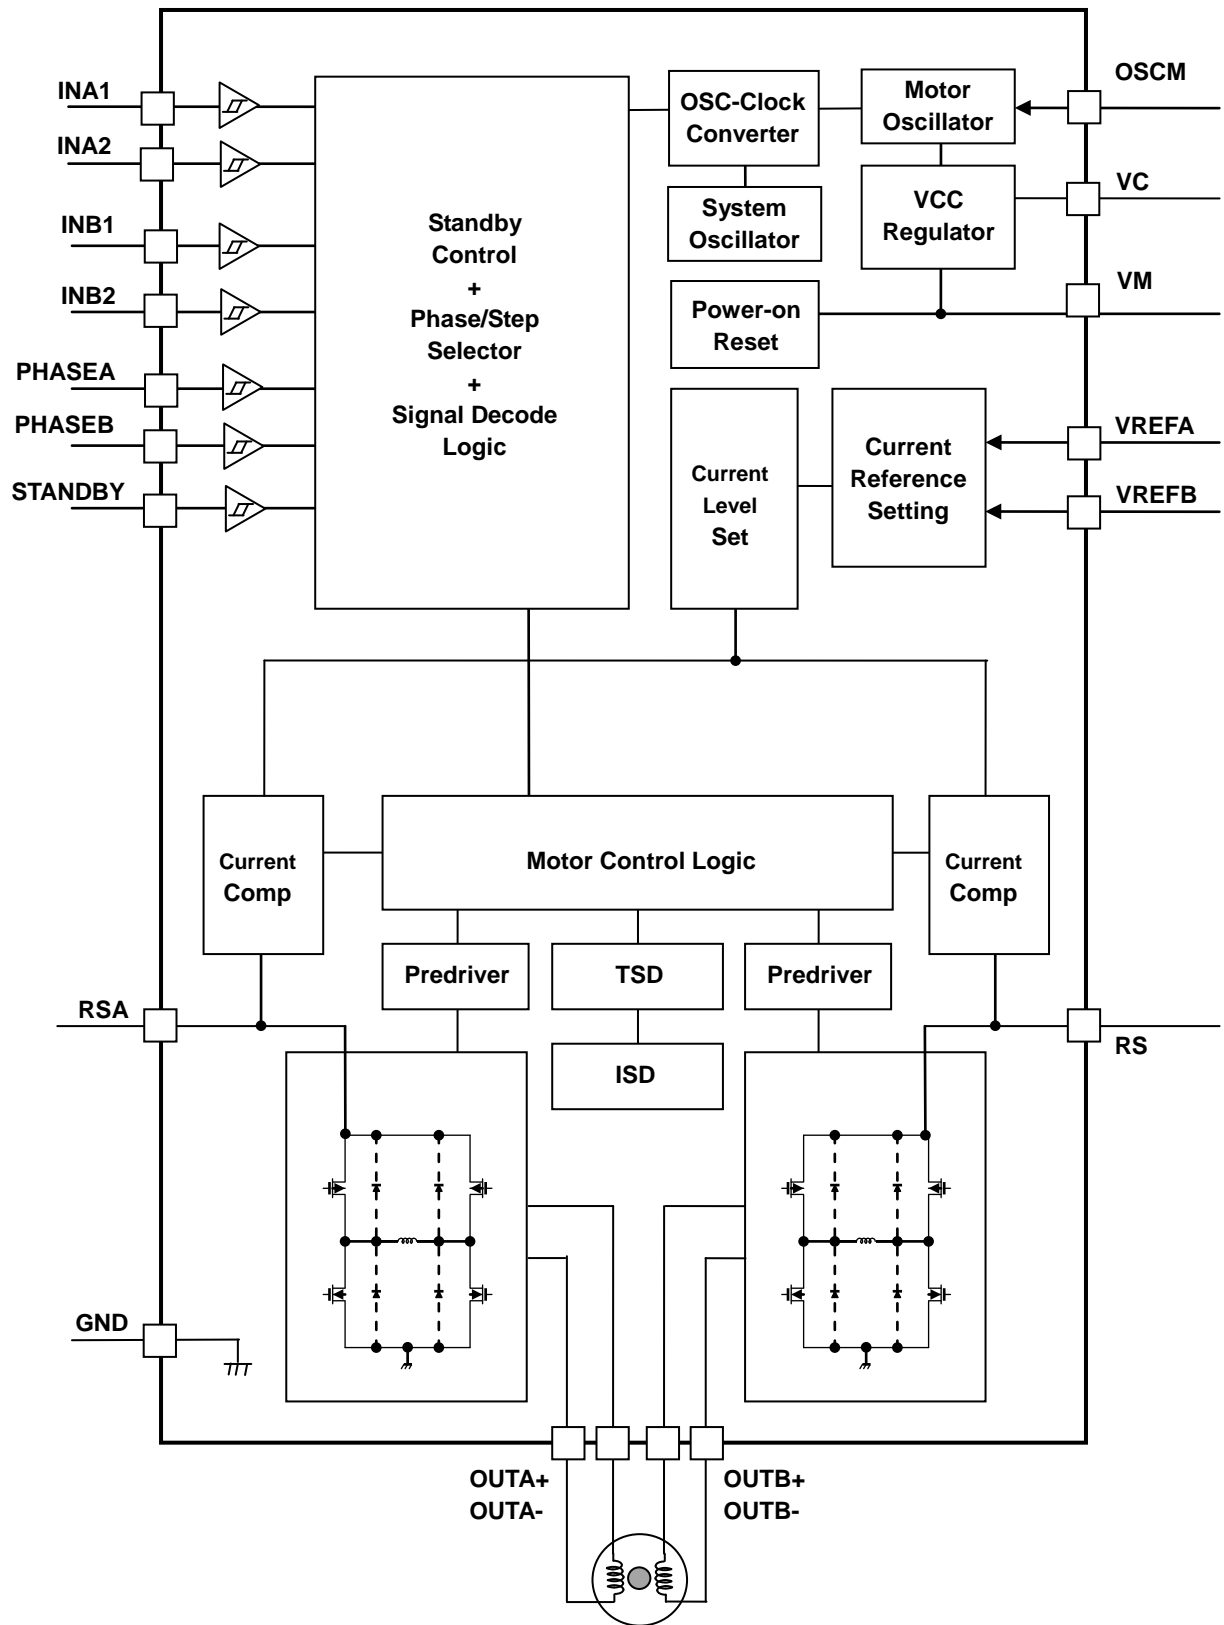 INA1
INA2
INB1
INB2
PHASEA
PHASEB
STANDBY
Standby
Control
+
Phase/Step
Selector
+
Signal Decode
Logic
OSC-Clock
Converter
Motor
Oscillator
OSCM
System
Oscillator
VCC
Regulator
VC
VM
Power-on
Reset
Current
Level
Set
Current
Reference
Setting
VREFA
VREFB
Current
Comp
Motor Control Logic
Current
Comp
Predriver
TSD
Predriver
RSA
ISD
RS
GND
OUTA+
OUTA-
OUTB+
OUTB-